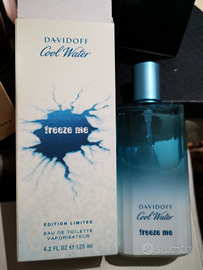 DAVIDOFF
Cool Water
freeze me
EDITION LIMITEE
EAU DE TOILETTE
VAPORISATEUR
4.2 FL OZ ℮ 125 ml
DAVIDOFF
Cool Water
freeze me